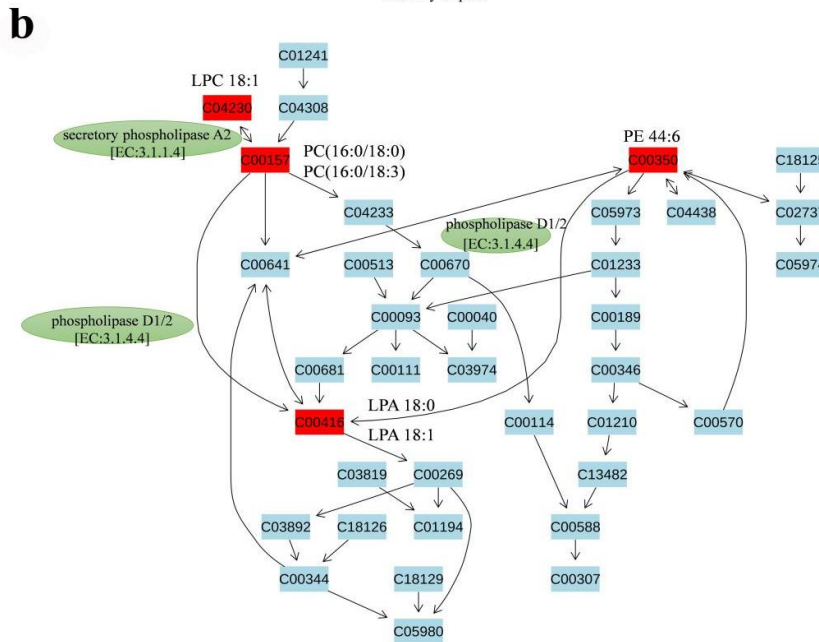 b
C01241
LPC 18:1
C04230
C04308
secretory phospholipase A2
[EC:3.1.1.4]
C00157
PC(16:0/18:0)
PC(16:0/18:3)
PE 44:6
C00350
C18125
C04233
C05973
C04438
C02737
phospholipase D1/2
[EC:3.1.4.4]
C00641
C00513
C00670
C01233
C05974
phospholipase D1/2
[EC:3.1.4.4]
C00093
C00040
C00189
C00681
C00111
C03974
C00346
C00416
LPA 18:0
LPA 18:1
C00114
C01210
C00570
C03819
C00269
C13482
C03892
C18126
C01194
C00588
C00344
C18129
C00307
C05980